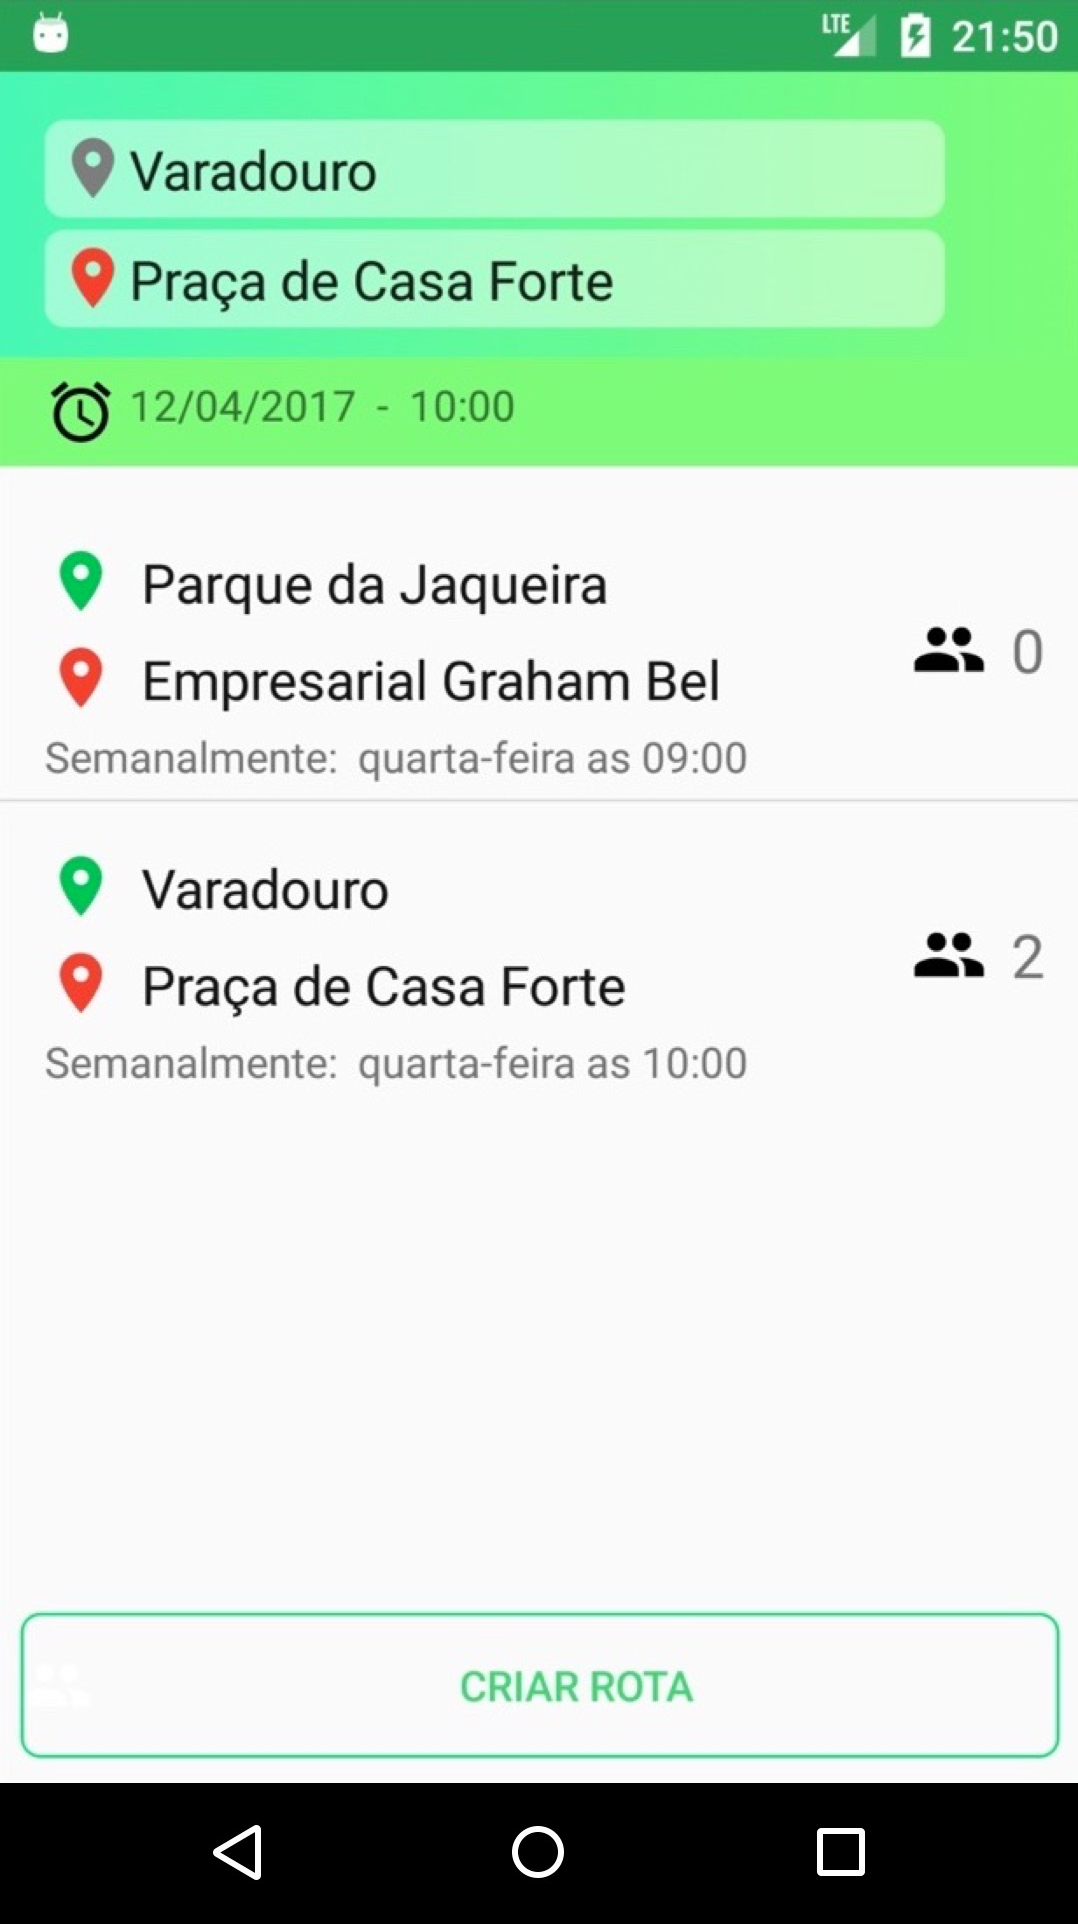 LTE 21:50
Varadouro
Praça de Casa Forte
12/04/2017 - 10:00
Parque da Jaqueira
0
Empresarial Graham Bel
Semanalmente: quarta-feira as 09:00
Varadouro
2
Praça de Casa Forte
Semanalmente: quarta-feira as 10:00
CRIAR ROTA